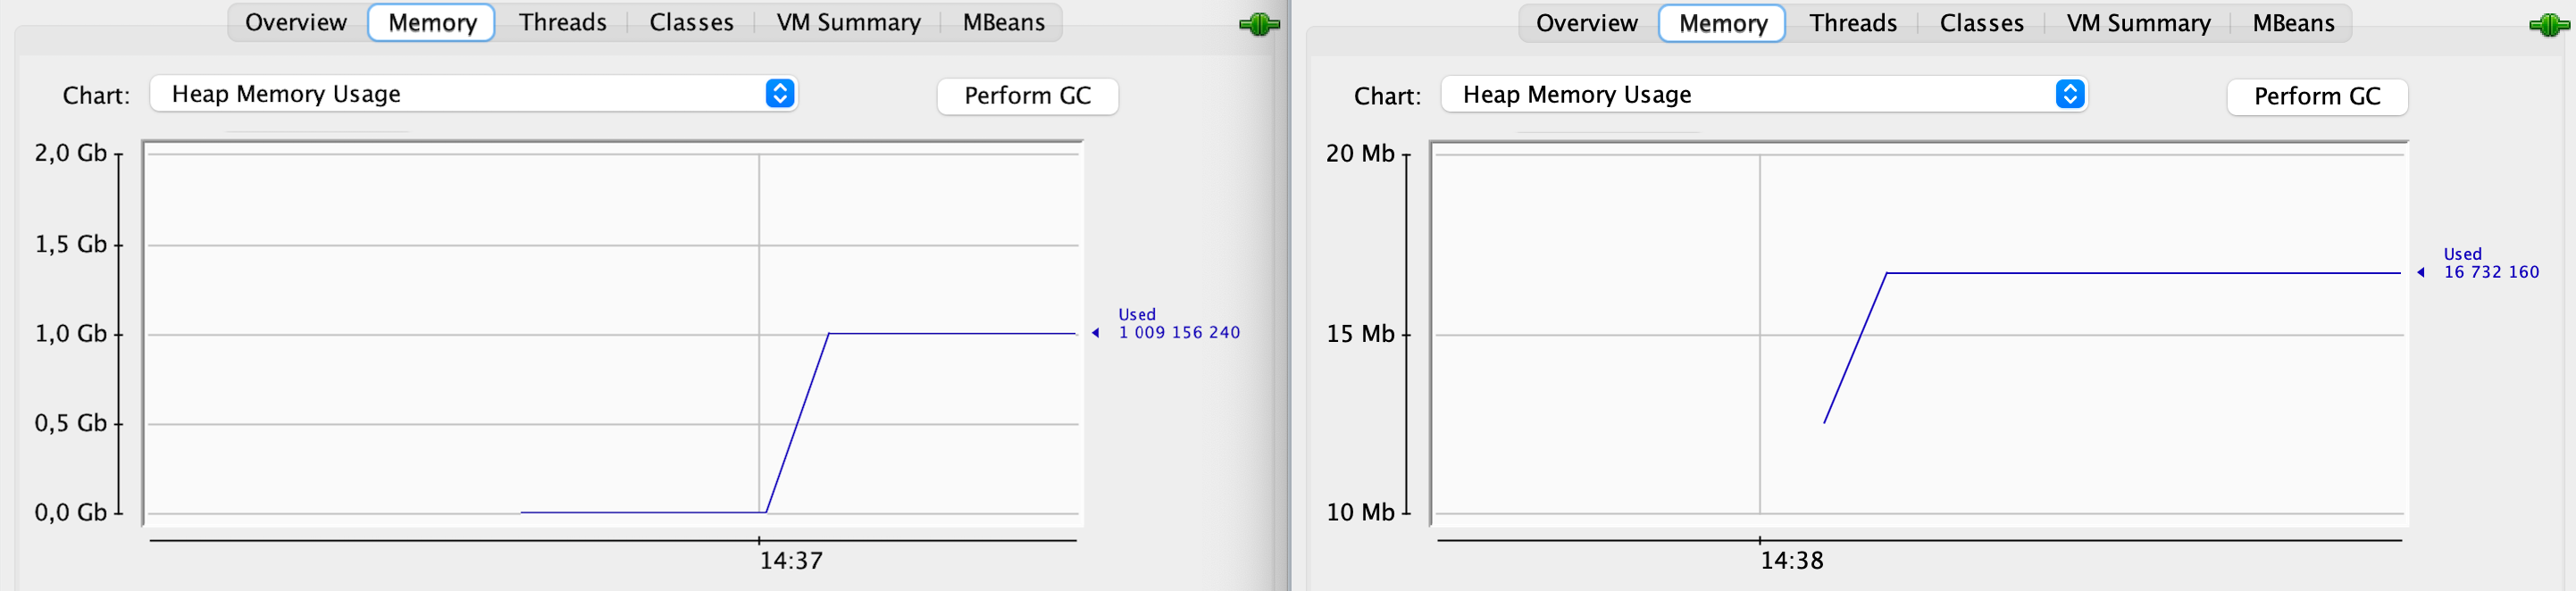 Overview Memory Threads Classes VM Summary MBeans
Chart: Heap Memory Usage Perform GC
2,0 Gb
1,5 Gb
1,0 Gb
0,5 Gb
0,0 Gb
Used
1 009 156 240
14:37
Overview Memory Threads Classes VM Summary MBeans
Chart: Heap Memory Usage Perform GC
20 Mb
15 Mb
10 Mb
Used
16 732 160
14:38